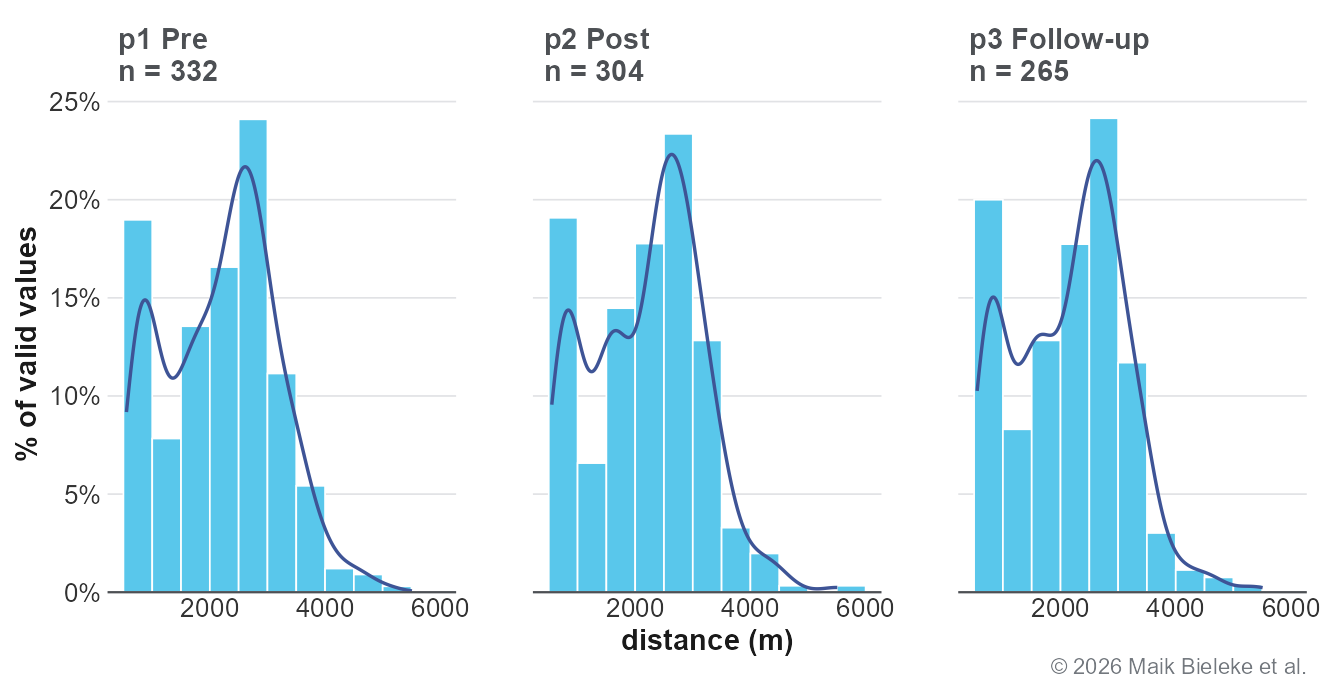 p1 Pre
n = 332
p2 Post
n = 304
p3 Follow-up
n = 265
25%
20%
15%
10%
5%
0%
% of valid values
2000 4000 6000
2000 4000 6000
2000 4000 6000
distance (m)
© 2026 Maik Bieleke et al.